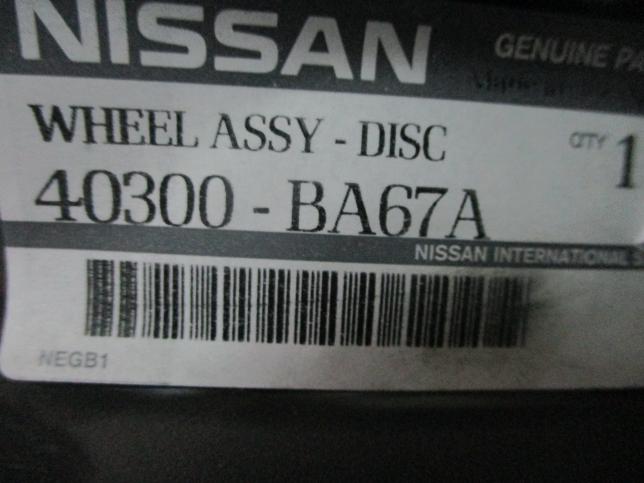 NISSAN
GENUINE PA
WHEEL ASSY - DISC
QTY 1
40300 - BA67A
NISSAN INTERNATIONAL S
NEGB1